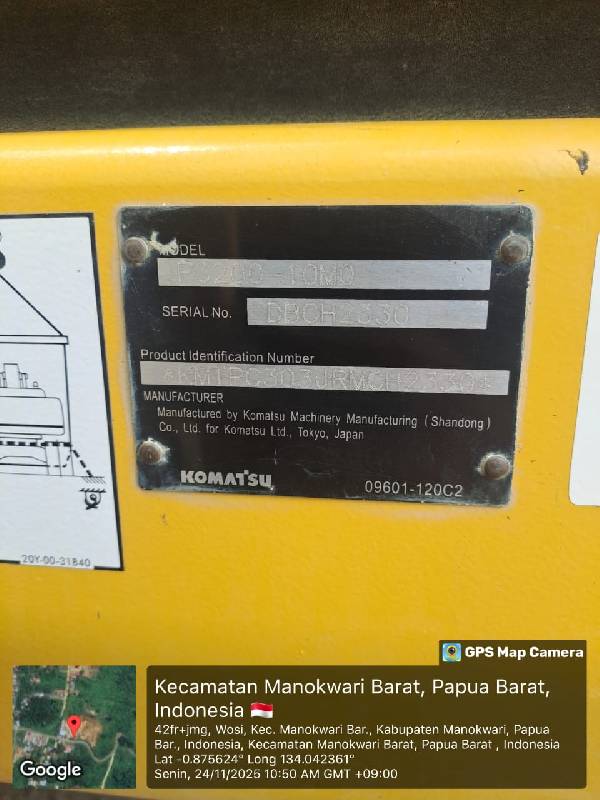 MODEL
PC200-10M0
SERIAL No. DBCH2330
Product Identification Number
MANUFACTURER
Manufactured by Komatsu Machinery Manufacturing (Shandong)
Co., Ltd. for Komatsu Ltd., Tokyo, Japan
KOMATSU
09601-120C2
20Y-00-31840
GPS Map Camera
Kecamatan Manokwari Barat, Papua Barat,
Indonesia 🇮🇩
42fr+jmg, Wosi, Kec. Manokwari Bar., Kabupaten Manokwari, Papua
Bar., Indonesia, Kecamatan Manokwari Barat, Papua Barat , Indonesia
Lat -0.875624° Long 134.042361°
Senin, 24/11/2025 10:50 AM GMT +09:00
Google